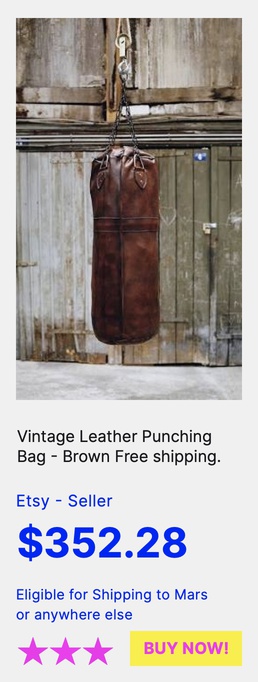 Vintage Leather Punching
Bag - Brown Free shipping.
Etsy - Seller
$352.28
Eligible for Shipping to Mars
or anywhere else
BUY NOW!